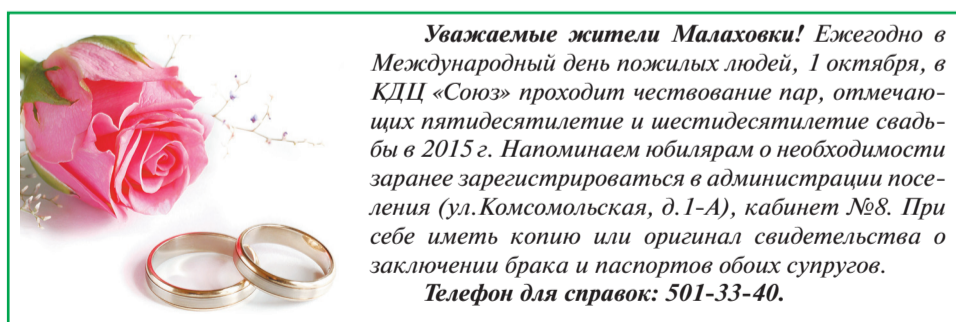 Уважаемые жители Малаховки! Ежегодно в
Международный день пожилых людей, 1 октября, в
КДЦ «Союз» проходит чествование пар, отмечаю-
щих пятидесятилетие и шестидесятилетие свадь-
бы в 2015 г. Напоминаем юбилярам о необходимости
заранее зарегистрироваться в администрации посе-
ления (ул.Комсомольская, д.1-А), кабинет №8. При
себе иметь копию или оригинал свидетельства о
заключении брака и паспортов обоих супругов.
Телефон для справок: 501-33-40.